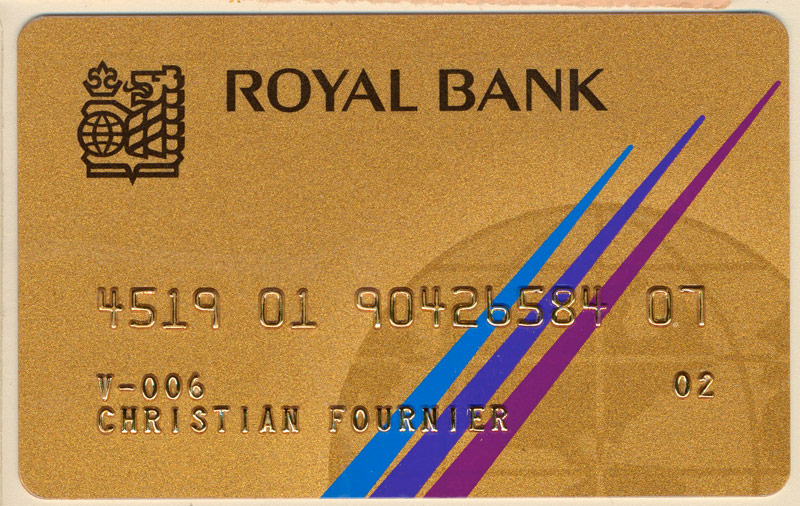 ROYAL BANK
4519 01 90426584 07
V-006 02
CHRISTIAN FOURNIER